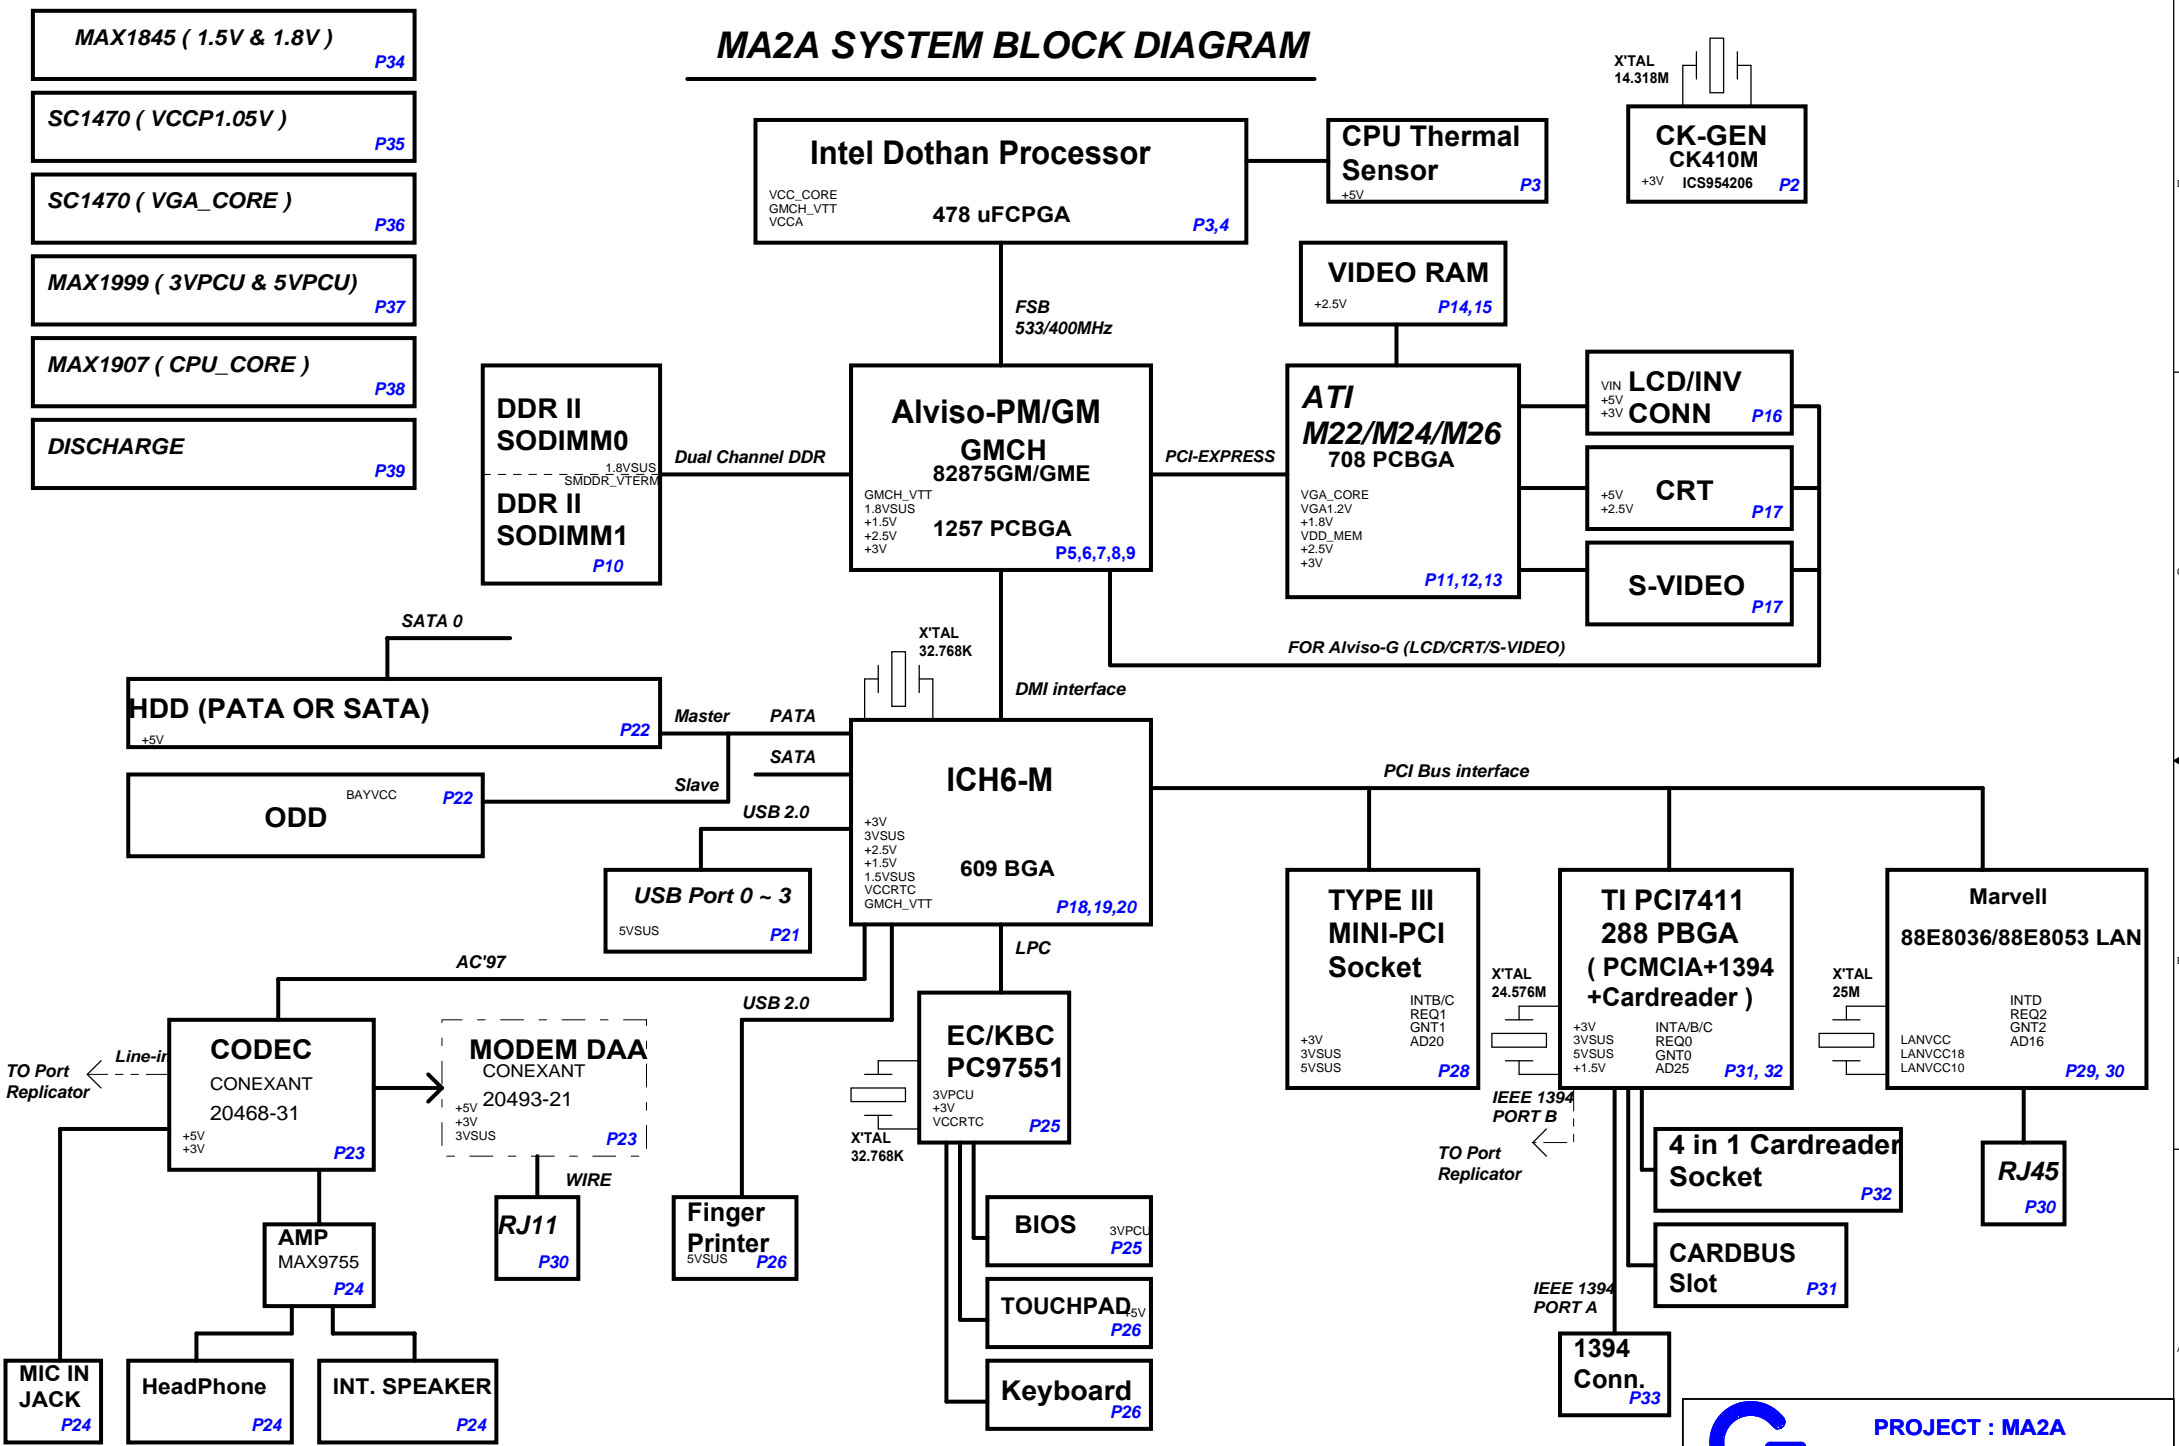 MA2A SYSTEM BLOCK DIAGRAM
MAX1845 ( 1.5V & 1.8V )
P34
SC1470 ( VCCP1.05V )
P35
SC1470 ( VGA_CORE )
P36
MAX1999 ( 3VPCU & 5VPCU)
P37
MAX1907 ( CPU_CORE )
P38
DISCHARGE
P39
Intel Dothan Processor
VCC_CORE
GMCH_VTT
VCCA
478 uFCPGA
P3,4
CPU Thermal
Sensor
+5V
P3
X'TAL
14.318M
CK-GEN
CK410M
+3V
ICS954206
P2
FSB
533/400MHz
VIDEO RAM
+2.5V
P14,15
DDR II
SODIMM0
1.8VSUS
SMDDR_VTERM
DDR II
SODIMM1
P10
Dual Channel DDR
Alviso-PM/GM
GMCH
82875GM/GME
GMCH_VTT
1.8VSUS
+1.5V
+2.5V
+3V
1257 PCBGA
P5,6,7,8,9
PCI-EXPRESS
ATI
M22/M24/M26
708 PCBGA
VGA_CORE
VGA1.2V
+1.8V
VDD_MEM
+2.5V
+3V
P11,12,13
LCD/INV
CONN
VIN
+5V
+3V
P16
CRT
+5V
+2.5V
P17
S-VIDEO
P17
FOR Alviso-G (LCD/CRT/S-VIDEO)
SATA 0
HDD (PATA OR SATA)
+5V
P22
Master
PATA
SATA
Slave
ODD
BAYVCC
P22
X'TAL
32.768K
DMI interface
USB 2.0
USB Port 0 ~ 3
5VSUS
P21
ICH6-M
+3V
3VSUS
+2.5V
+1.5V
1.5VSUS
VCCRTC
GMCH_VTT
609 BGA
P18,19,20
PCI Bus interface
TYPE III
MINI-PCI
Socket
INTB/C
REQ1
GNT1
AD20
+3V
3VSUS
5VSUS
P28
TI PCI7411
288 PBGA
( PCMCIA+1394
+Cardreader )
X'TAL
24.576M
+3V
3VSUS
5VSUS
+1.5V
INTA/B/C
REQ0
GNT0
AD25
P31, 32
Marvell
88E8036/88E8053 LAN
X'TAL
25M
INTD
REQ2
GNT2
AD16
LANVCC
LANVCC18
LANVCC10
P29, 30
AC'97
USB 2.0
LPC
TO Port
Replicator
Line-in
CODEC
CONEXANT
20468-31
+5V
+3V
P23
MODEM DAA
CONEXANT
20493-21
+5V
+3V
3VSUS
P23
WIRE
RJ11
P30
EC/KBC
PC97551
3VPCU
+3V
VCCRTC
P25
X'TAL
32.768K
Finger
Printer
5VSUS
P26
AMP
MAX9755
P24
MIC IN
JACK
P24
HeadPhone
P24
INT. SPEAKER
P24
BIOS
3VPCU
P25
TOUCHPAD
+5V
P26
Keyboard
P26
IEEE 1394
PORT B
TO Port
Replicator
4 in 1 Cardreader
Socket
P32
CARDBUS
Slot
P31
IEEE 1394
PORT A
1394
Conn.
P33
RJ45
P30
PROJECT : MA2A